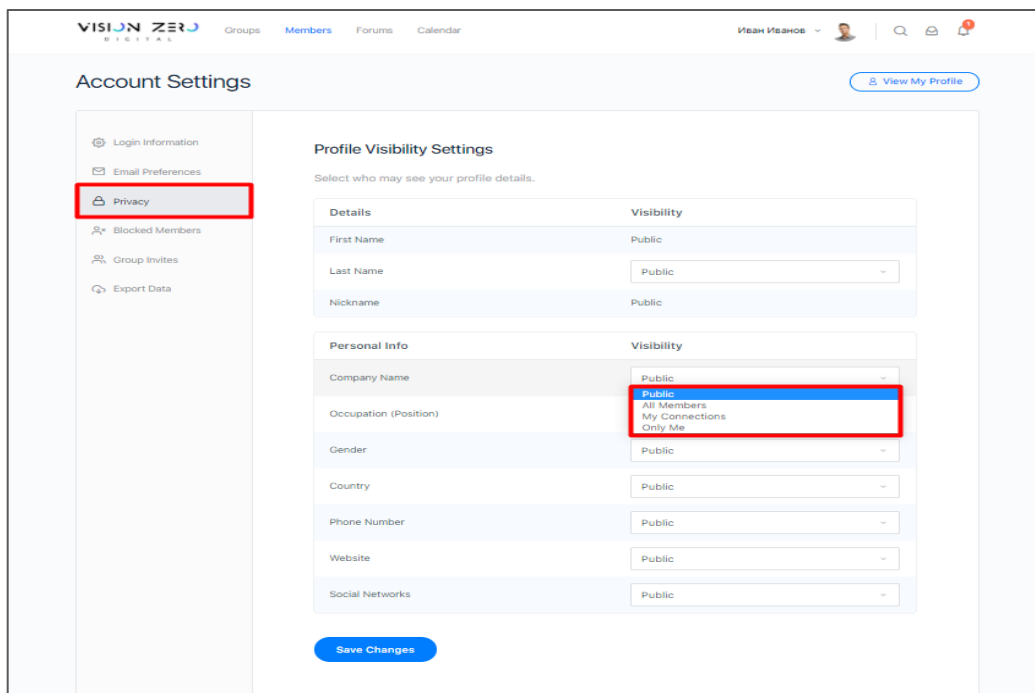 VISION ZERO Groups Members Forums Calendar Иван Иванов 1
DIGITAL
Account Settings View My Profile
Login Information
Email Preferences
Privacy
Blocked Members
Group Invites
Export Data
Profile Visibility Settings
Select who may see your profile details.
Details Visibility
First Name Public
Last Name Public
Nickname Public
Personal Info Visibility
Company Name Public
Public
All Members
My Connections
Only Me
Occupation (Position)
Gender Public
Country Public
Phone Number Public
Website Public
Social Networks Public
Save Changes